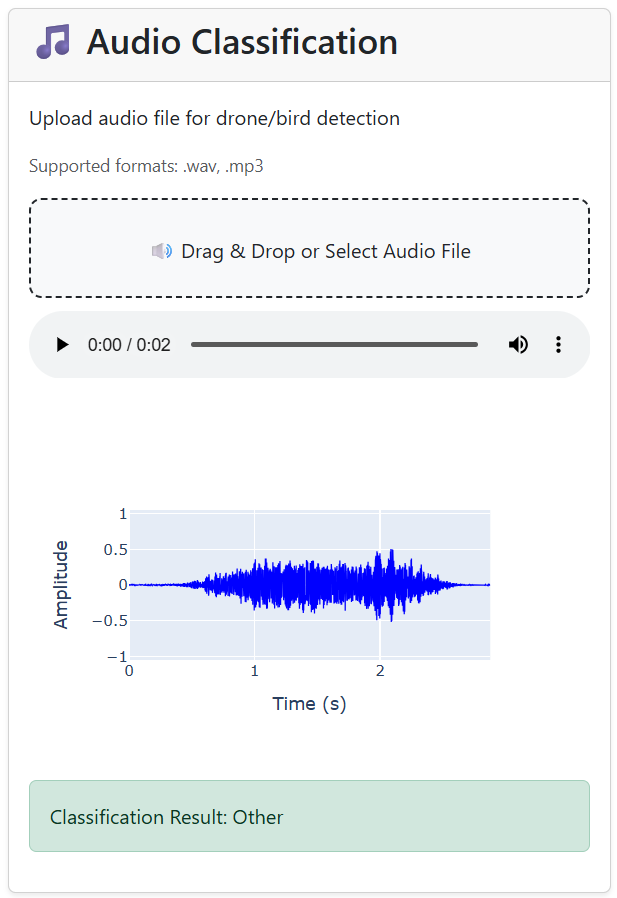 Audio Classification
Upload audio file for drone/bird detection
Supported formats: .wav, .mp3
Drag & Drop or Select Audio File
0:00 / 0:02
1
0.5
0
−0.5
−1
Amplitude
0 1 2
Time (s)
Classification Result: Other